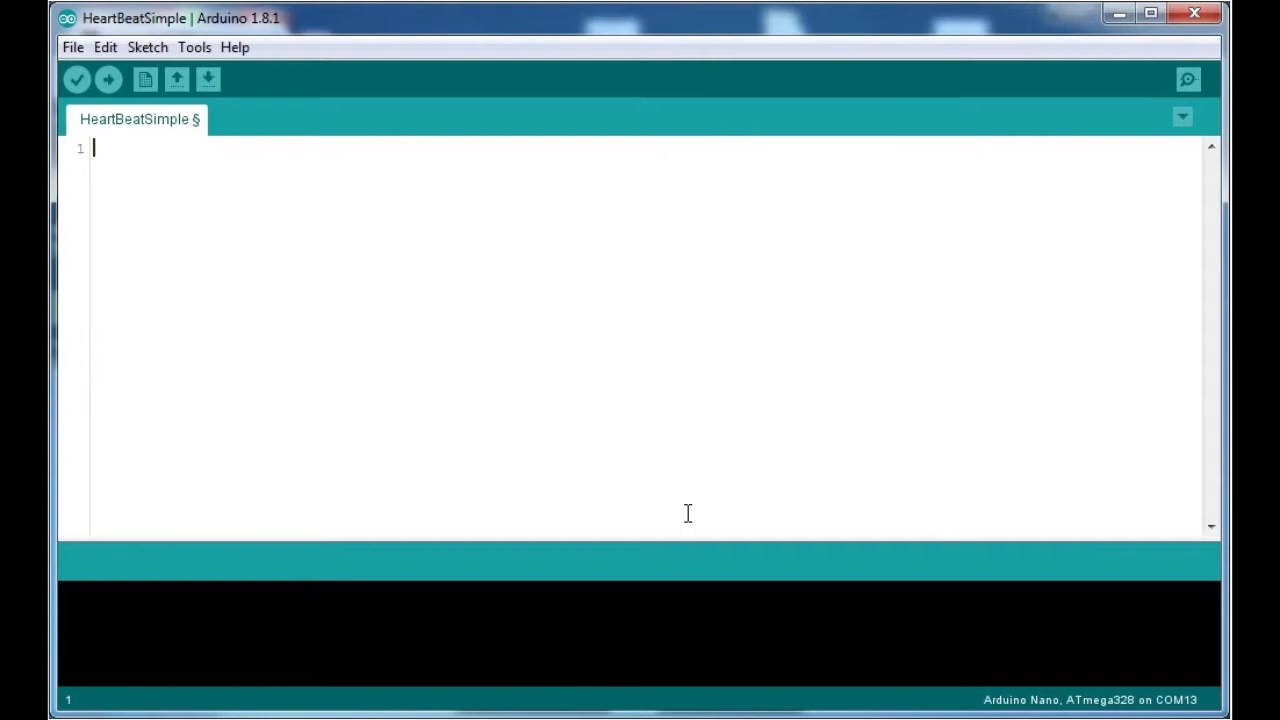 HeartBeatSimple | Arduino 1.8.1
File Edit Sketch Tools Help
HeartBeatSimple §
1
1
Arduino Nano, ATmega328 on COM13